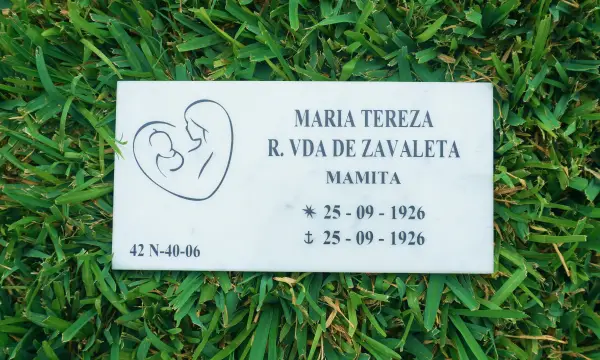 MARIA TEREZA
R. VDA DE ZAVALETA
MAMITA
25 - 09 - 1926
25 - 09 - 1926
42 N-40-06